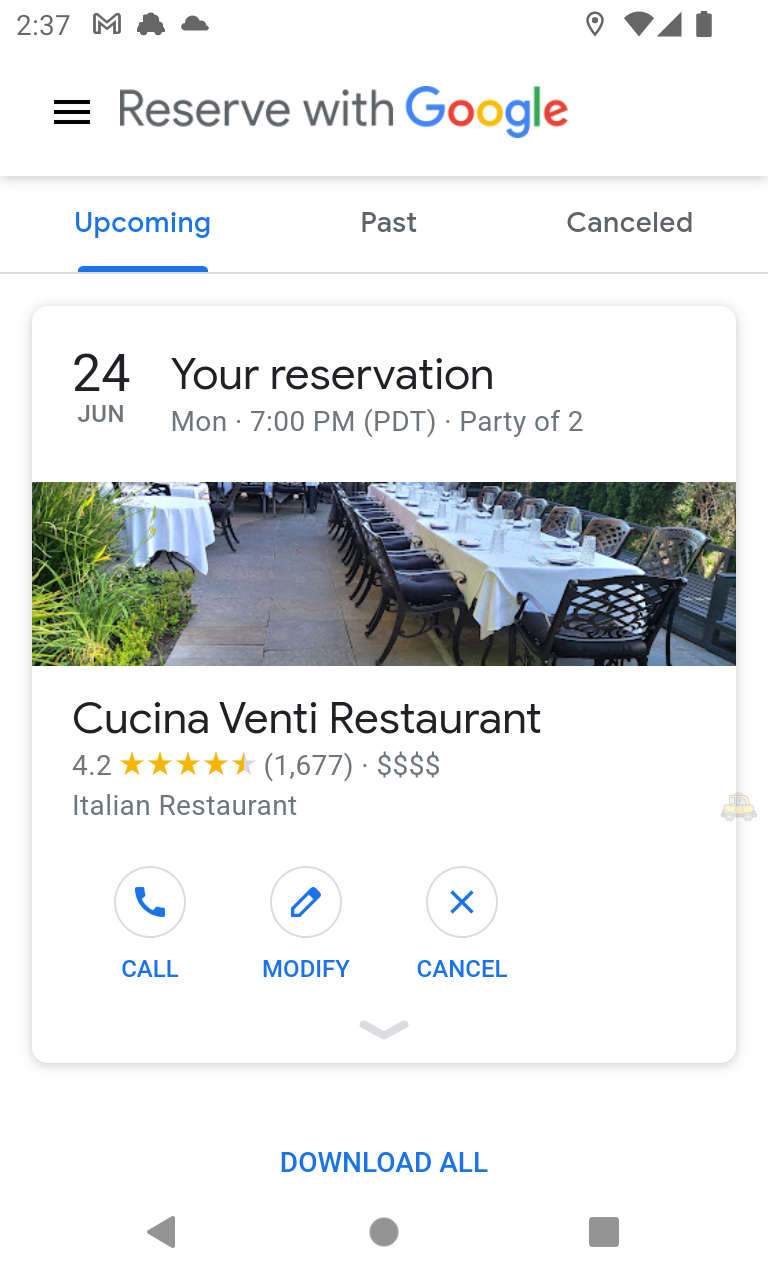 2:37
Reserve with Google
Upcoming Past Canceled
24 Your reservation
JUN Mon · 7:00 PM (PDT) · Party of 2
Cucina Venti Restaurant
4.2 (1,677) · $$$$
Italian Restaurant
CALL MODIFY CANCEL
DOWNLOAD ALL